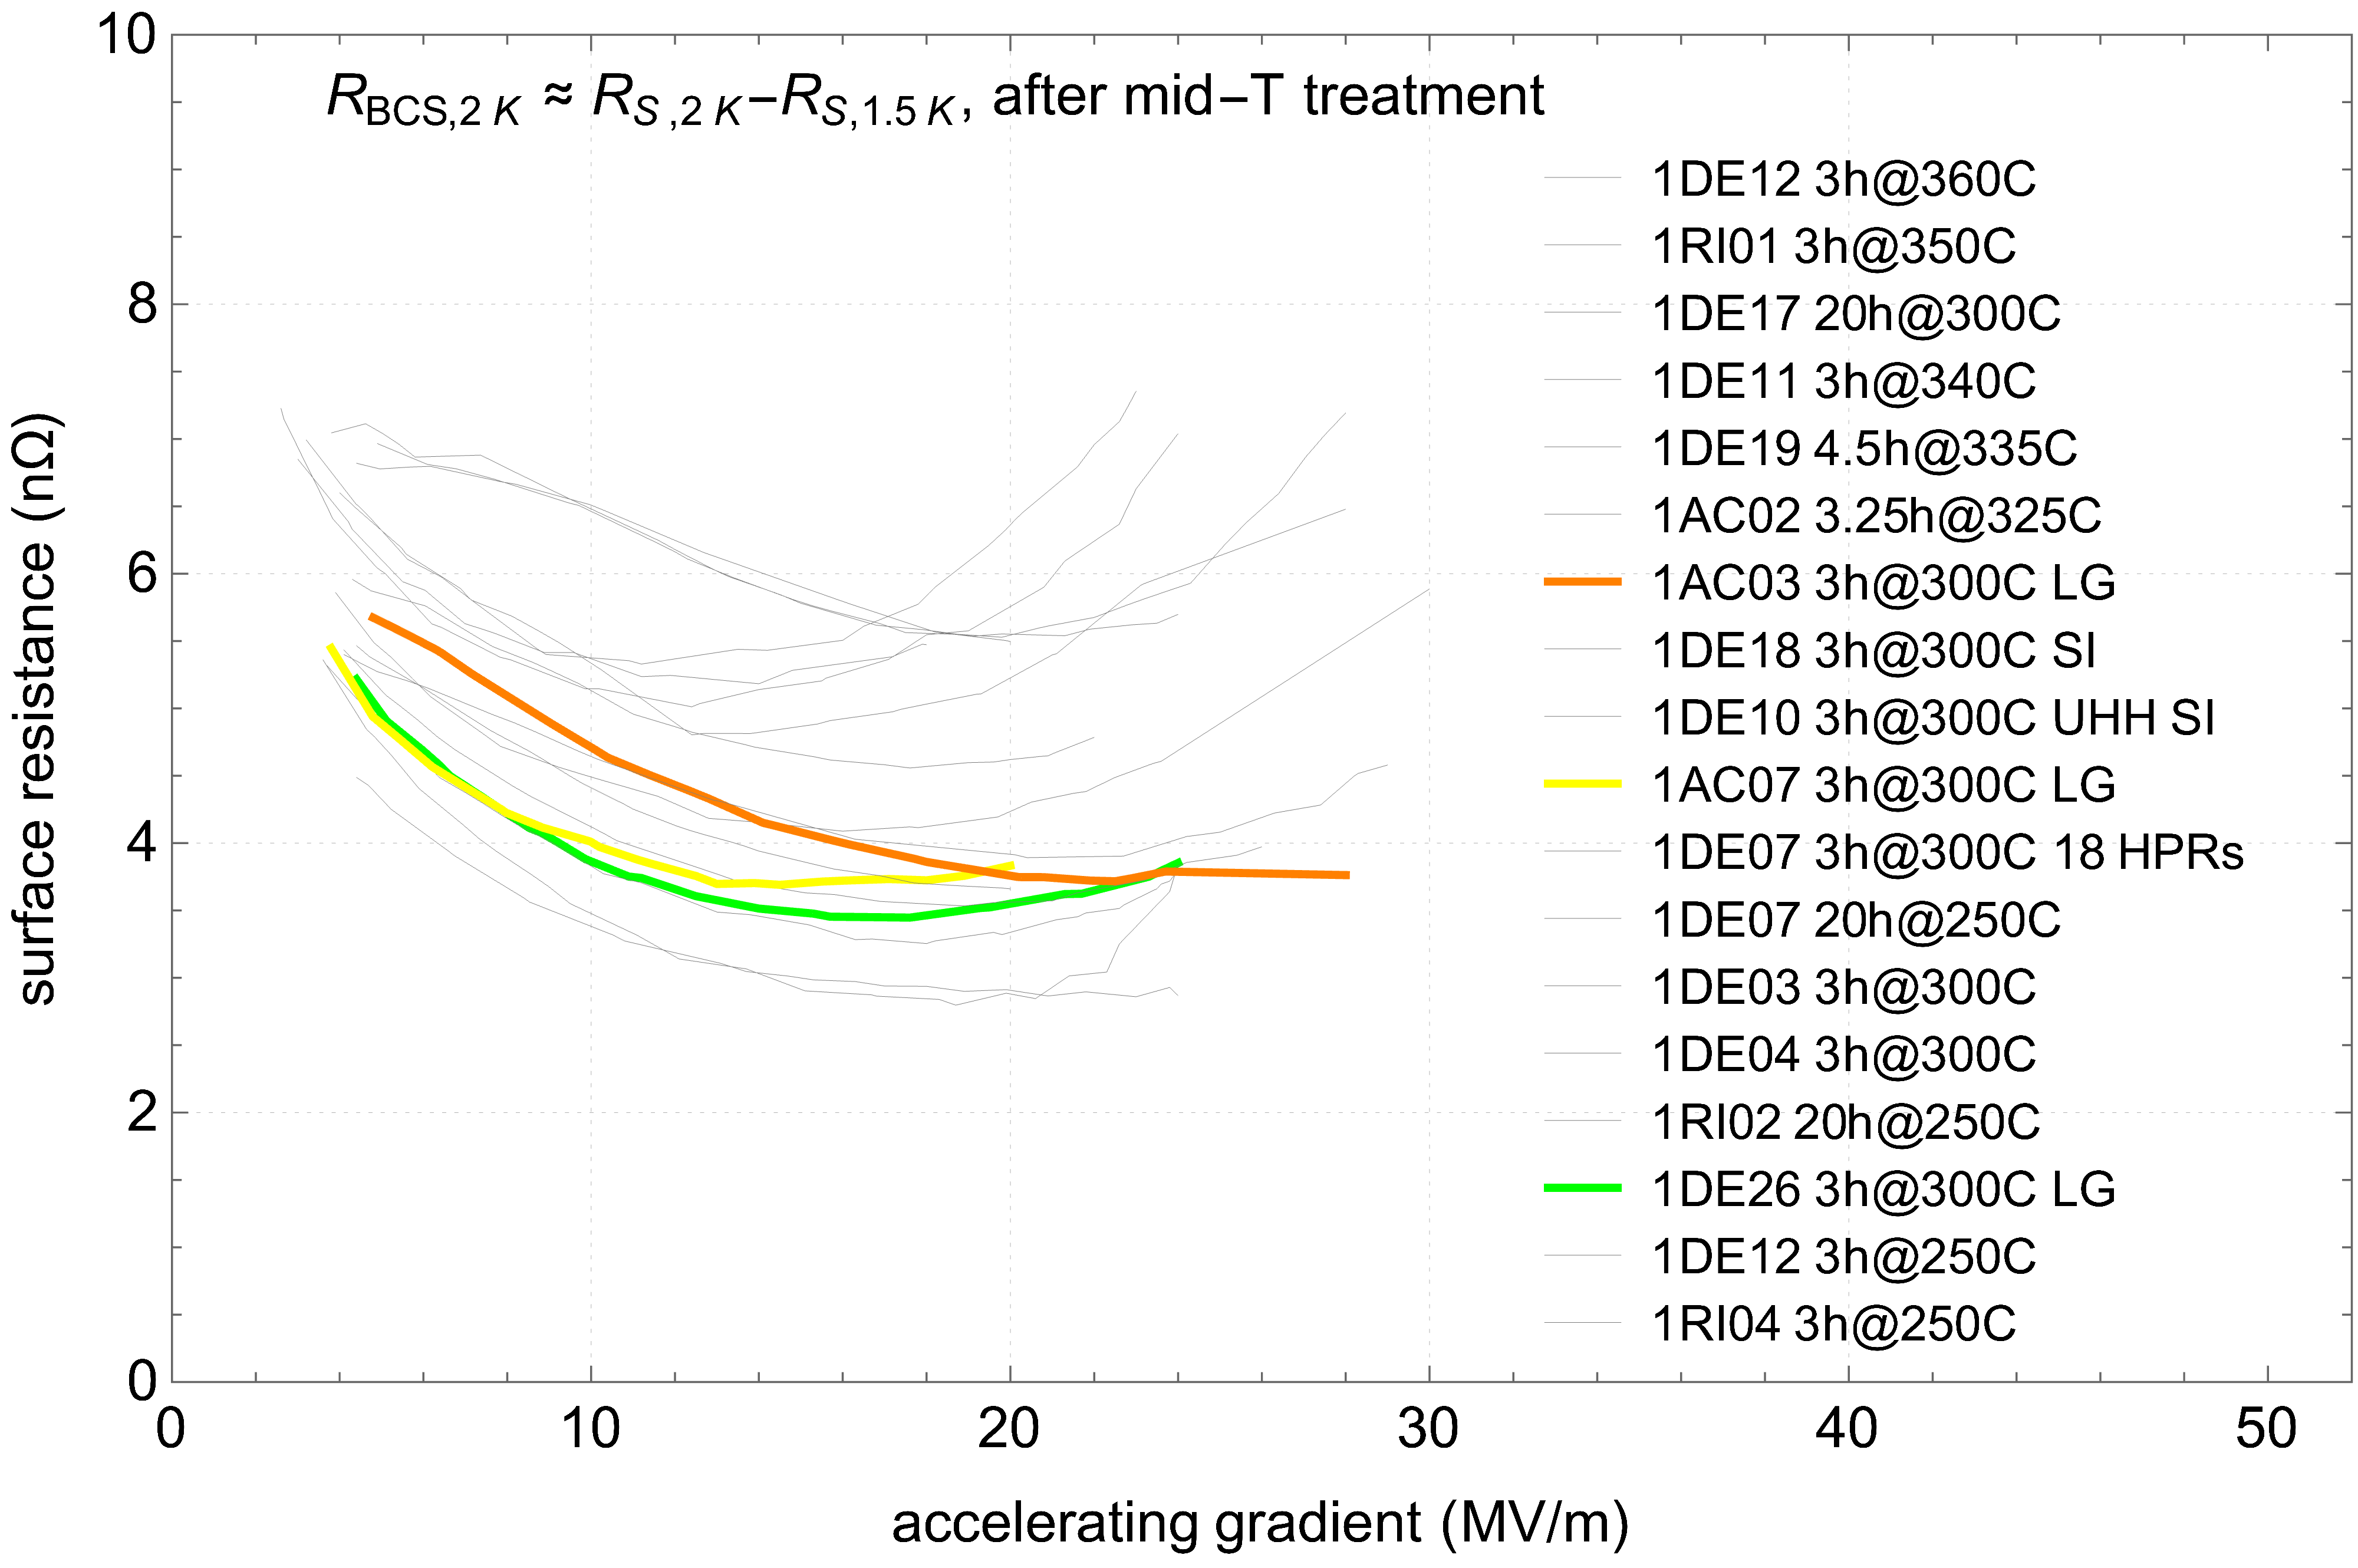 10
R_BCS,2 K ≈ R_S,2 K−R_S,1.5 K, after mid−T treatment
1DE12 3h@360C
1RI01 3h@350C
8
1DE17 20h@300C
1DE11 3h@340C
1DE19 4.5h@335C
1AC02 3.25h@325C
6
1AC03 3h@300C LG
1DE18 3h@300C SI
1DE10 3h@300C UHH SI
1AC07 3h@300C LG
4
1DE07 3h@300C 18 HPRs
1DE07 20h@250C
1DE03 3h@300C
1DE04 3h@300C
2
1RI02 20h@250C
1DE26 3h@300C LG
1DE12 3h@250C
1RI04 3h@250C
0
surface resistance (nΩ)
0 10 20 30 40 50
accelerating gradient (MV/m)